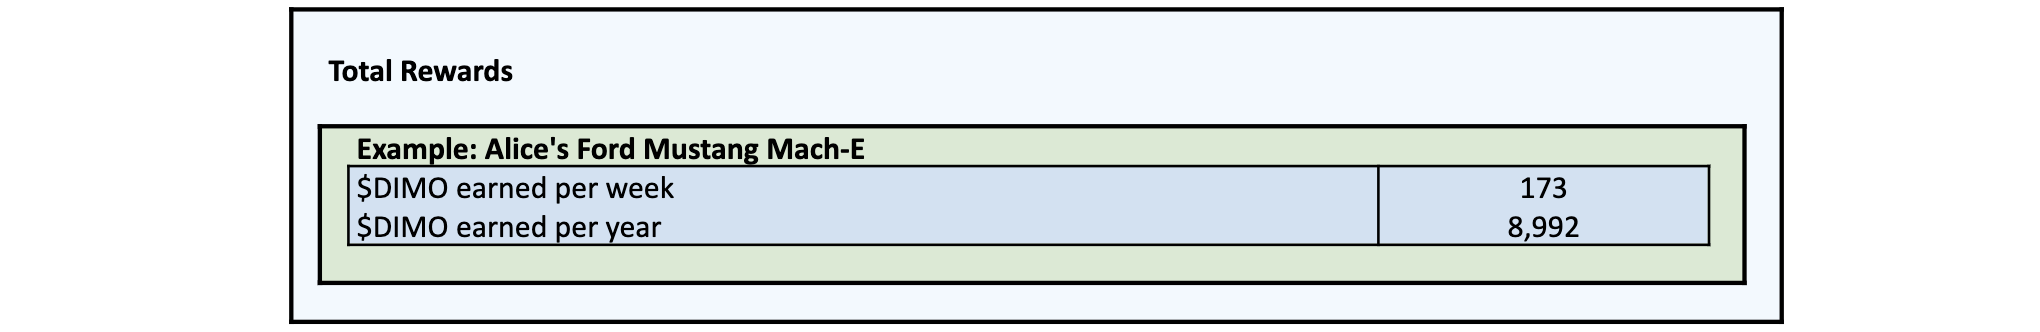 Total Rewards
Example: Alice's Ford Mustang Mach-E
$DIMO earned per week 173
$DIMO earned per year 8,992